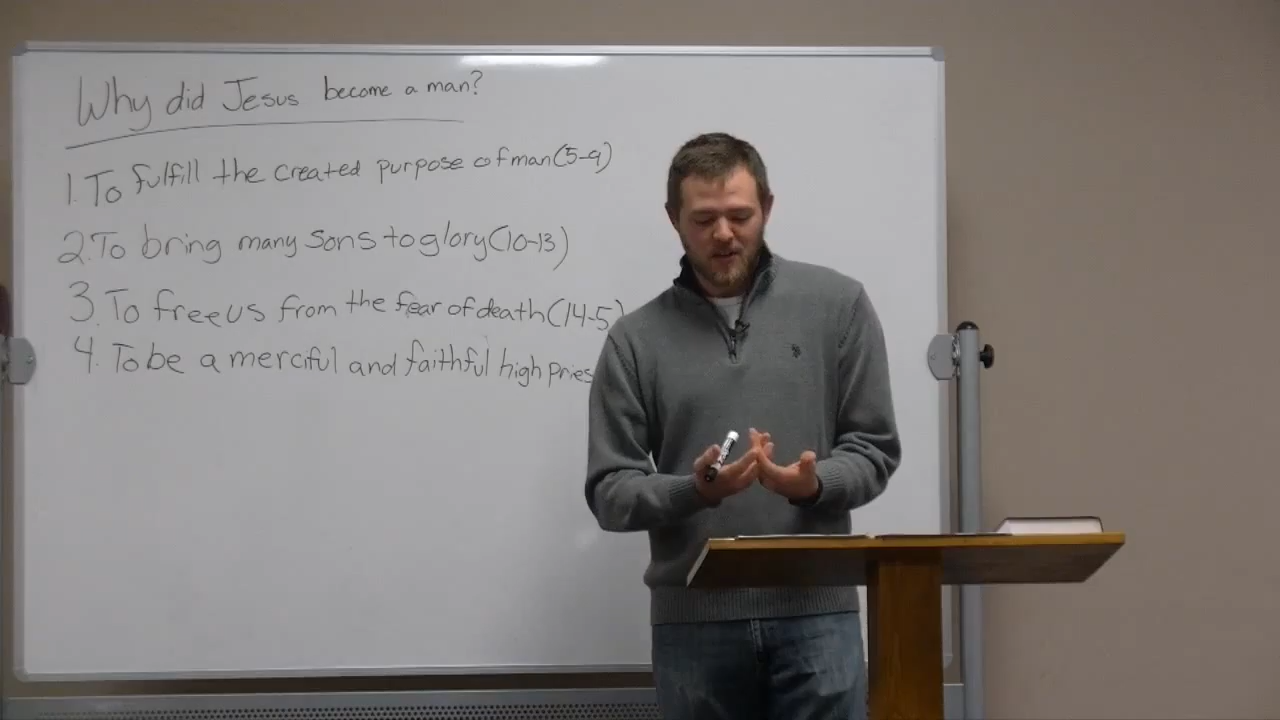 Why did Jesus become a man?
1. To fulfill the created purpose of man (5-9)
2. To bring many sons to glory (10-13)
3. To free us from the fear of death (14-5)
4. To be a merciful and faithful high pries